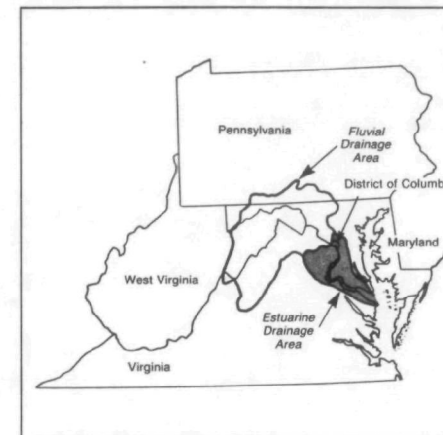 Pennsylvania
Fluvial
Drainage
Area
District of Columb
Maryland
West Virginia
Estuarine
Drainage
Area
Virginia